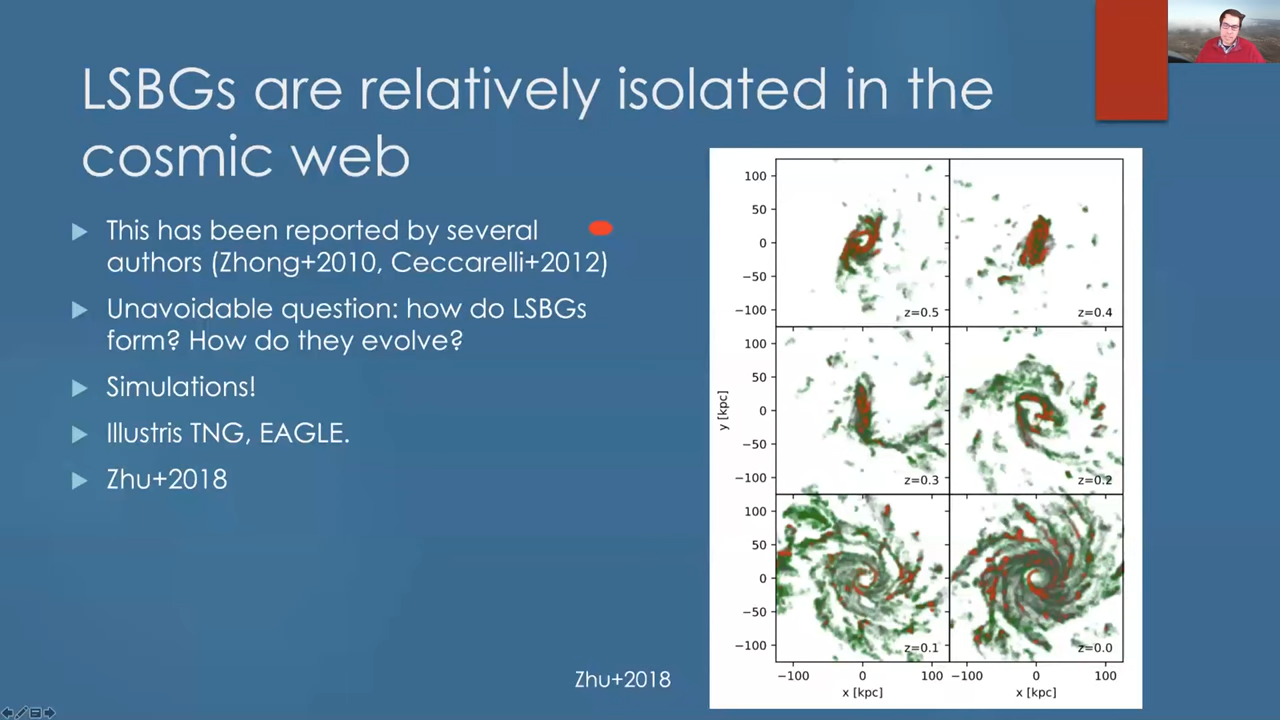 LSBGs are relatively isolated in the
cosmic web
This has been reported by several
authors (Zhong+2010, Ceccarelli+2012)
Unavoidable question: how do LSBGs
form? How do they evolve?
Simulations!
Illustris TNG, EAGLE.
Zhu+2018
Zhu+2018
y [kpc]
100
50
0
−50
−100
z=0.5
z=0.4
100
50
0
−50
−100
z=0.3
z=0.2
100
50
0
−50
−100
z=0.1
z=0.0
−100 0 100
−100 0 100
x [kpc]
x [kpc]